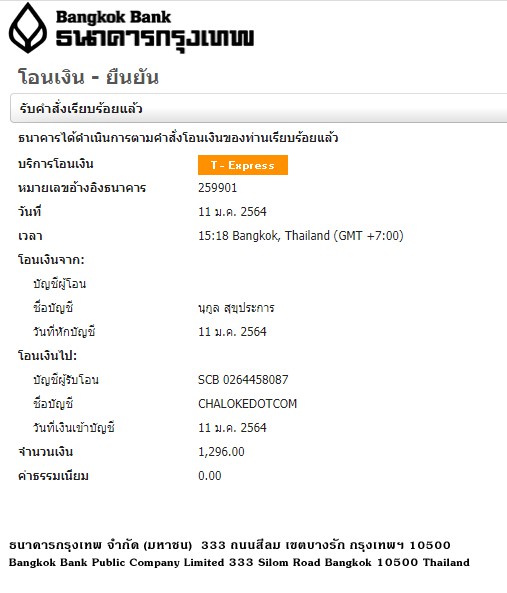 Bangkok Bank
ธนาคารกรุงเทพ
โอนเงิน - ยืนยัน
รับคำสั่งเรียบร้อยแล้ว
ธนาคารได้ดำเนินการตามคำสั่งโอนเงินของท่านเรียบร้อยแล้ว
บริการโอนเงิน T - Express
หมายเลขอ้างอิงธนาคาร 259901
วันที่ 11 ม.ค. 2564
เวลา 15:18 Bangkok, Thailand (GMT +7:00)
โอนเงินจาก:
บัญชีผู้โอน
ชื่อบัญชี นุกูล สุขุประการ
วันที่หักบัญชี 11 ม.ค. 2564
โอนเงินไป:
บัญชีผู้รับโอน SCB 0264458087
ชื่อบัญชี CHALOKEDOTCOM
วันที่เงินเข้าบัญชี 11 ม.ค. 2564
จำนวนเงิน 1,296.00
ค่าธรรมเนียม 0.00
ธนาคารกรุงเทพ จำกัด (มหาชน) 333 ถนนสีลม เขตบางรัก กรุงเทพฯ 10500
Bangkok Bank Public Company Limited 333 Silom Road Bangkok 10500 Thailand